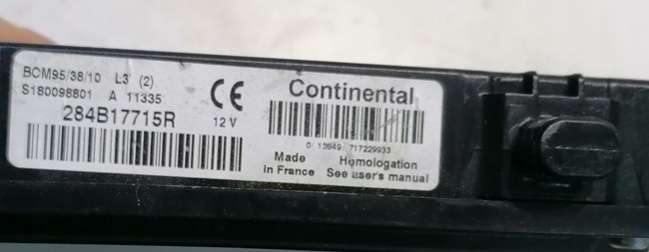 BCM95/38/10 L3' (2)
S180098801 A 11335
284B17715R
12 V
CE
Continental
0 13649 717229933
Made in France
Homologation
See user's manual